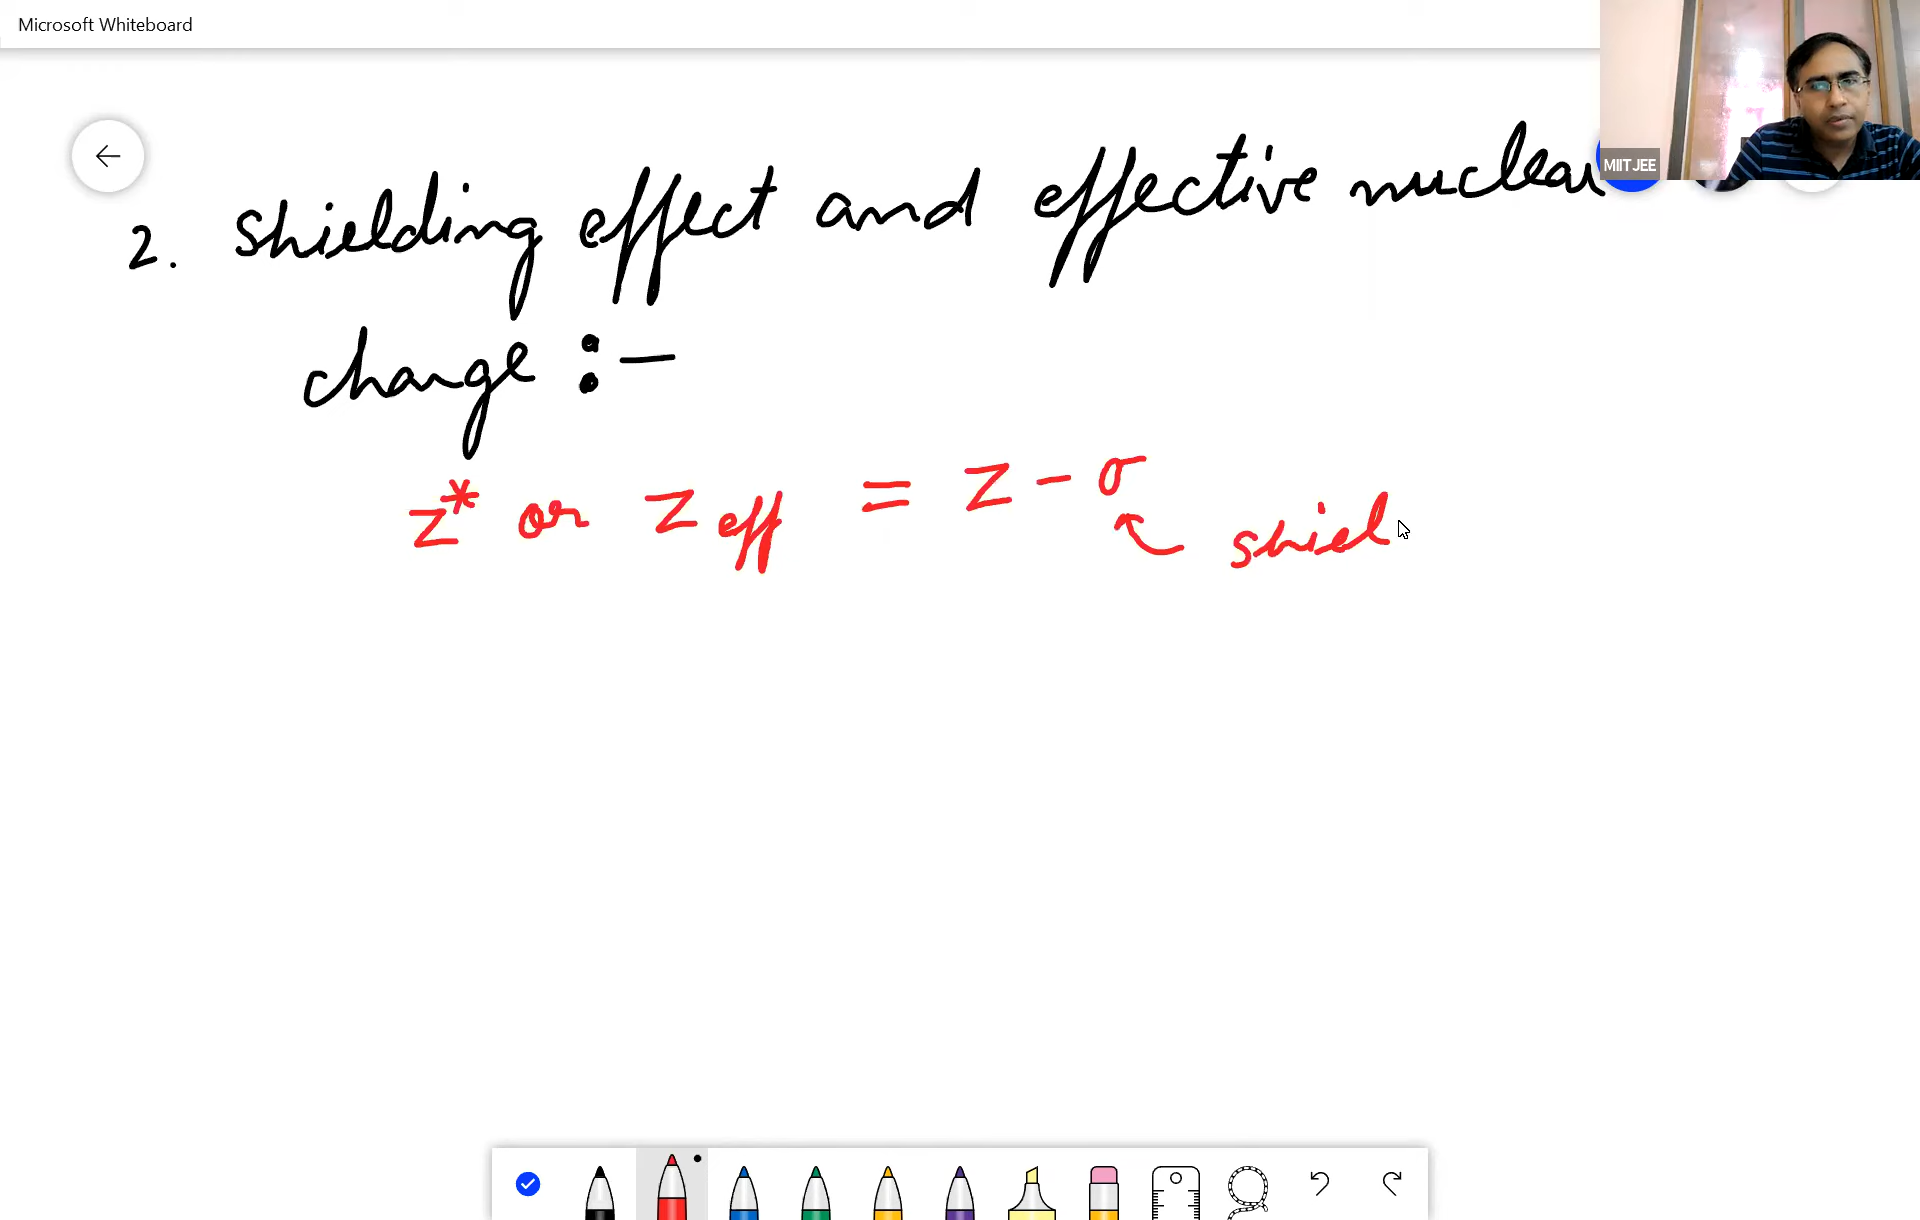 Microsoft Whiteboard
MIIT JEE
2. shielding effect and effective nuclear
charge :-
z* or z eff = z - σ
shiel